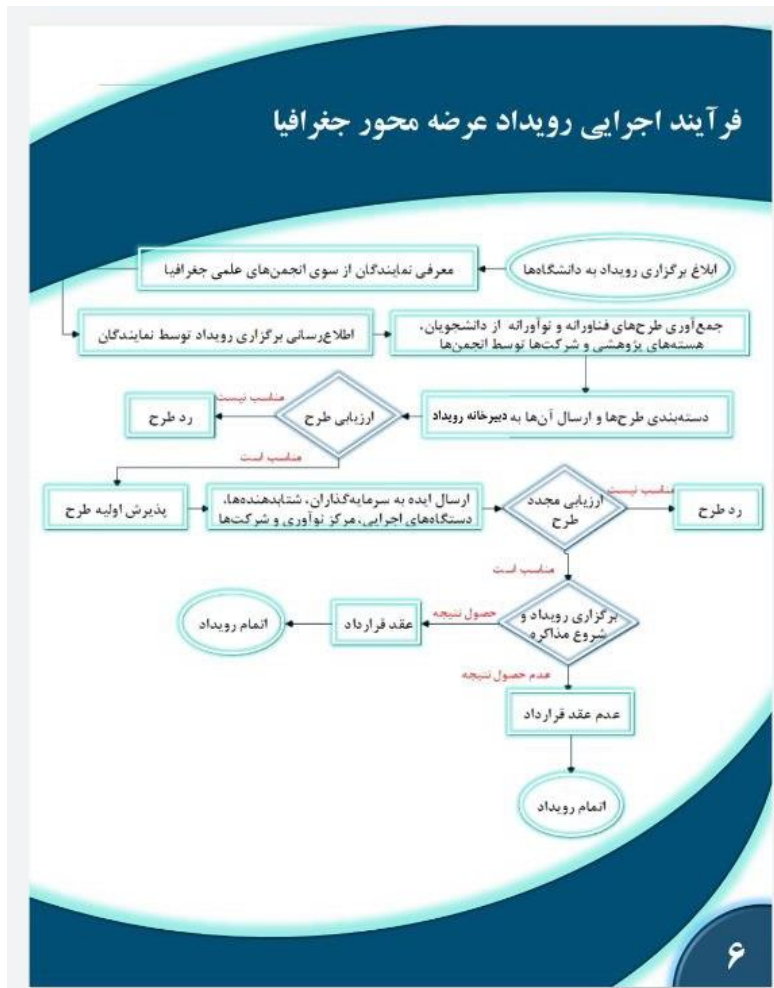 فرآیند اجرایی رویداد عرضه محور جغرافیا
ابلاغ برگزاری رویداد به دانشگاه‌ها
معرفی نمایندگان از سوی انجمن‌های علمی جغرافیا
اطلاع‌رسانی برگزاری رویداد توسط نمایندگان
جمع‌آوری طرح‌های فناورانه و نوآورانه از دانشجویان،
هسته‌های پژوهشی و شرکت‌ها توسط انجمن‌ها
دسته‌بندی طرح‌ها و ارسال آن‌ها به دبیرخانه رویداد
ارزیابی طرح
مناسب نیست
رد طرح
مناسب است
پذیرش اولیه طرح
ارسال ایده به سرمایه‌گذاران، شتابدهنده‌ها،
دستگاه‌های اجرایی، مرکز نوآوری و شرکت‌ها
ارزیابی مجدد
طرح
مناسب نیست
رد طرح
مناسب است
برگزاری رویداد و
شروع مذاکره
حصول نتیجه
عقد قرارداد
اتمام رویداد
عدم حصول نتیجه
عدم عقد قرارداد
اتمام رویداد
۶